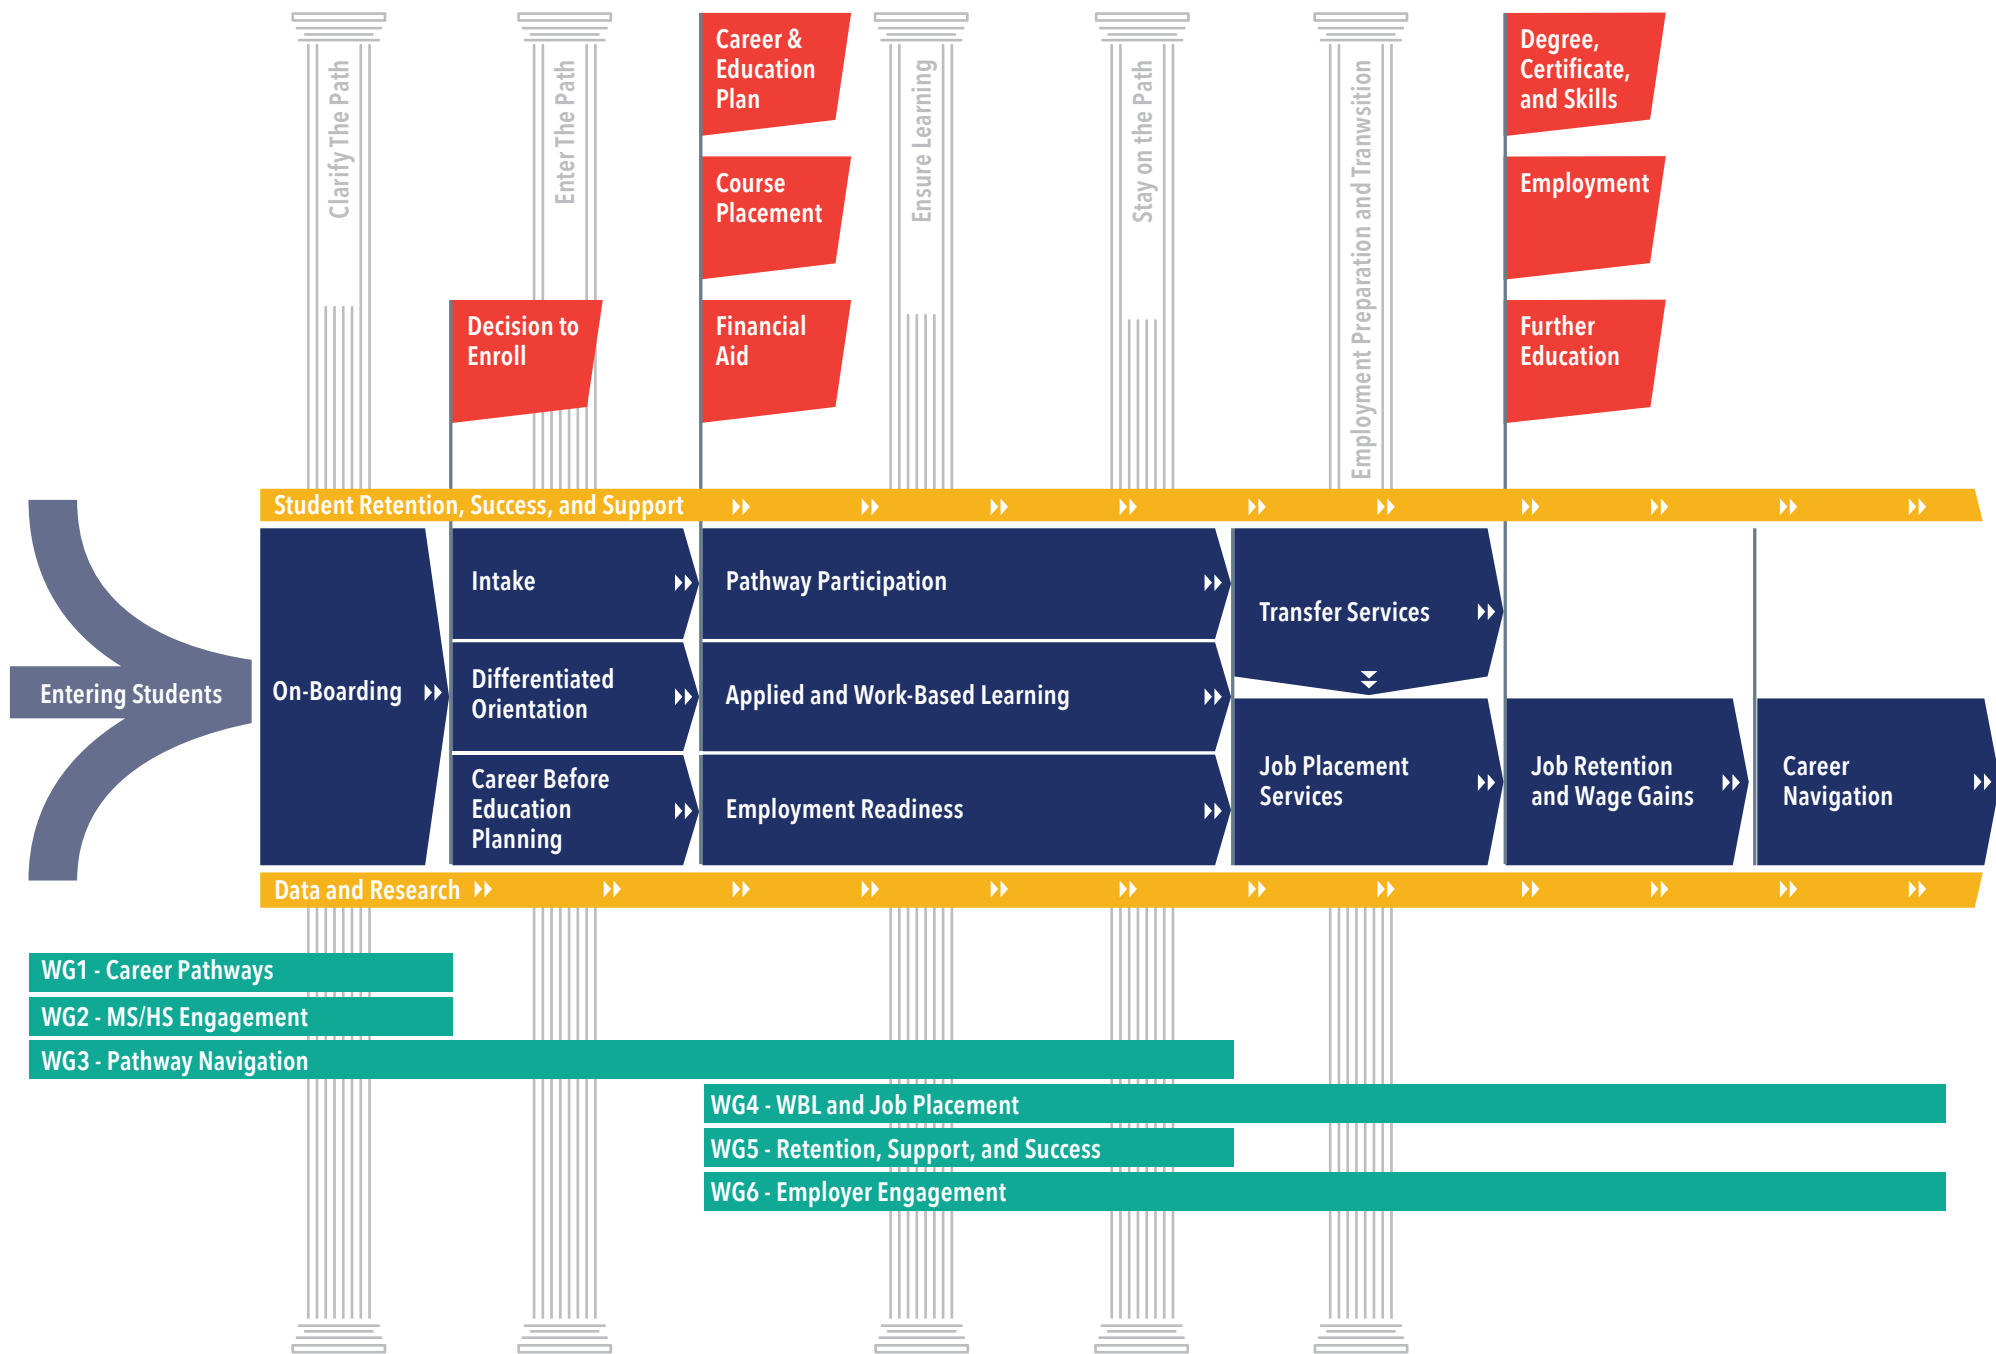 Clarify The Path
Enter The Path
Career &
Education
Plan
Ensure Learning
Stay on the Path
Employment Preparation and Tranwsition
Degree,
Certificate,
and Skills
Course
Placement
Employment
Decision to
Enroll
Financial
Aid
Further
Education
Student Retention, Success, and Support
Entering Students
On-Boarding
Intake
Differentiated
Orientation
Career Before
Education
Planning
Pathway Participation
Applied and Work-Based Learning
Employment Readiness
Transfer Services
Job Placement
Services
Job Retention
and Wage Gains
Career
Navigation
Data and Research
WG1 - Career Pathways
WG2 - MS/HS Engagement
WG3 - Pathway Navigation
WG4 - WBL and Job Placement
WG5 - Retention, Support, and Success
WG6 - Employer Engagement